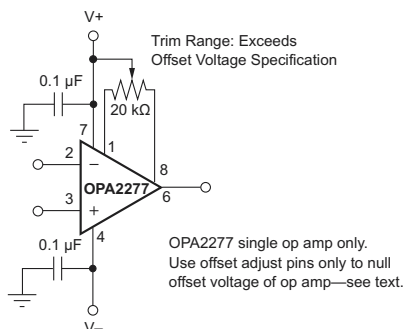 V+
Trim Range: Exceeds
Offset Voltage Specification
0.1 µF
20 kΩ
7
1
2
−
8
OPA2277
6
3
+
4
0.1 µF
OPA2277 single op amp only.
Use offset adjust pins only to null
offset voltage of op amp—see text.
V−